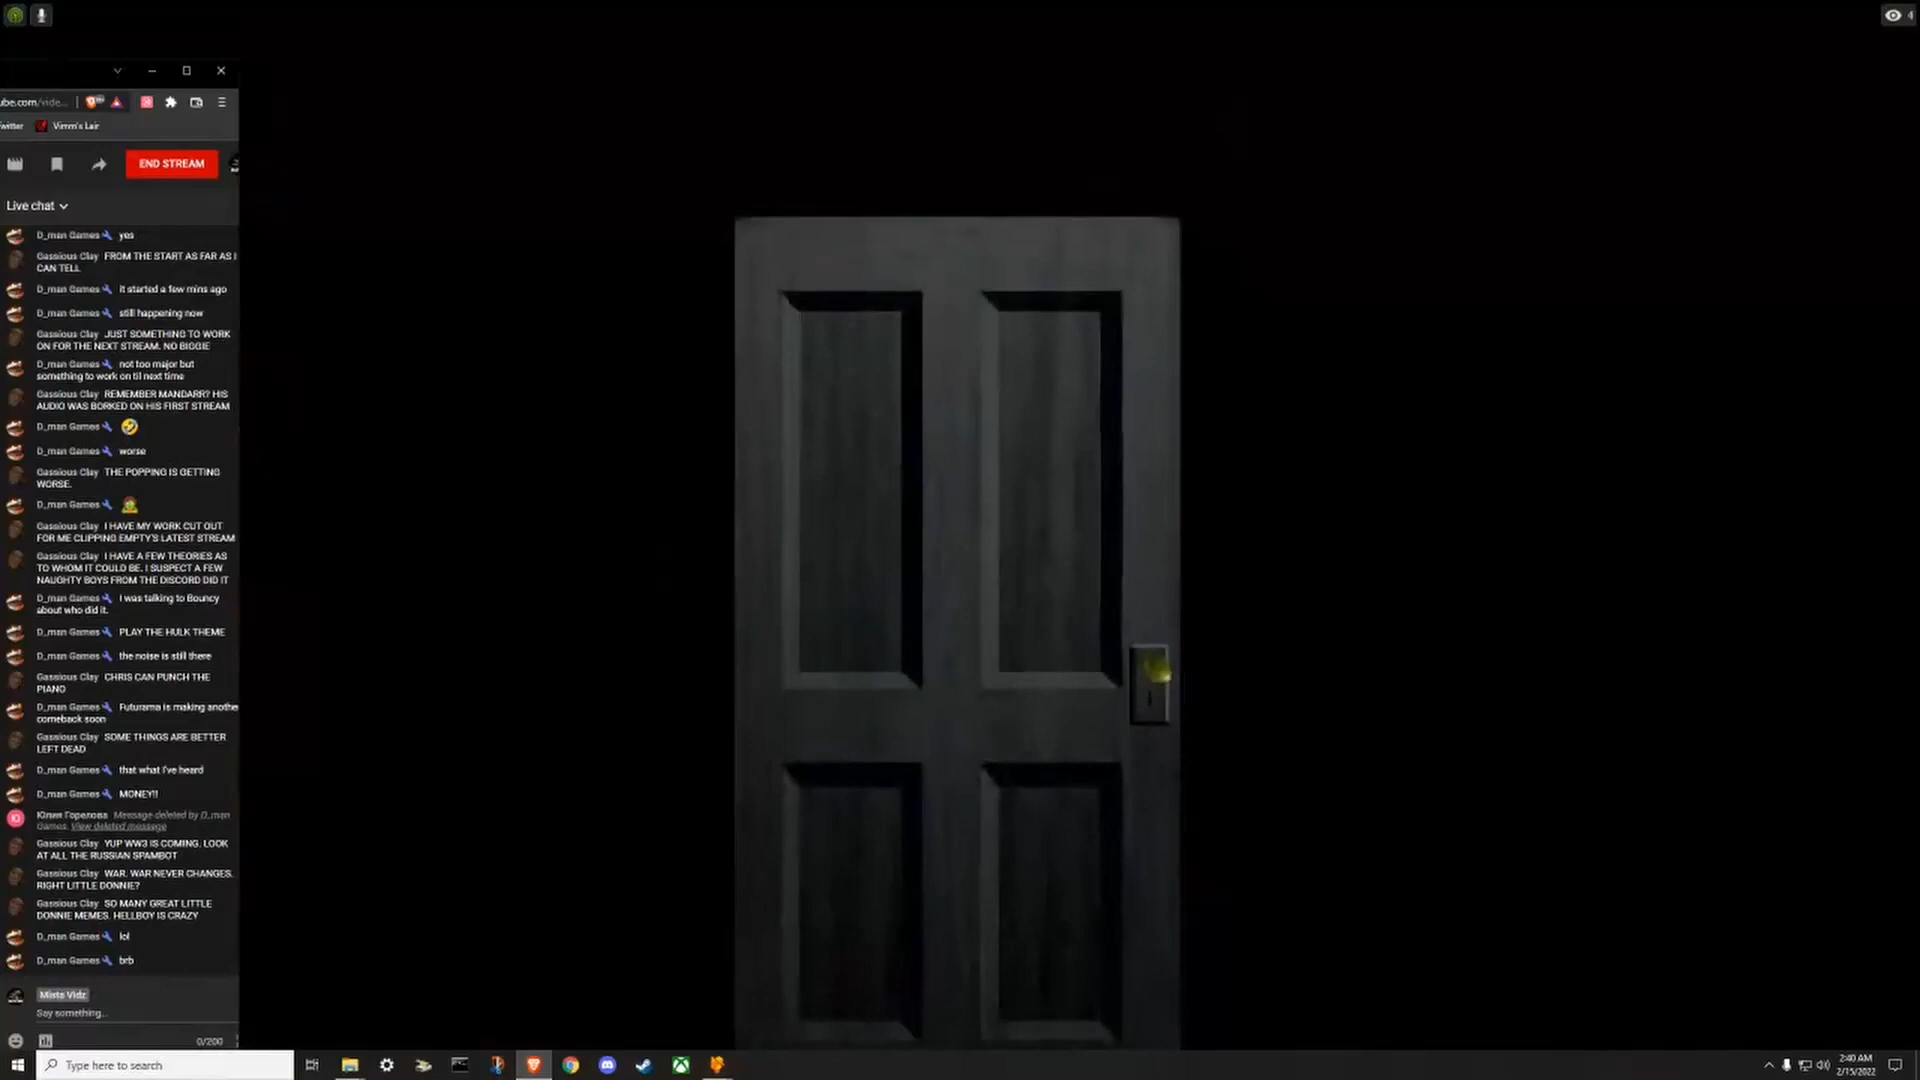 4
ube.com/vide...
witter Vimm's Lair
END STREAM
Live chat
D_man Games yes
Gassious Clay FROM THE START AS FAR AS I
CAN TELL
D_man Games it started a few mins ago
D_man Games still happening now
Gassious Clay JUST SOMETHING TO WORK
ON FOR THE NEXT STREAM. NO BIGGIE
D_man Games not too major but
something to work on til next time
Gassious Clay REMEMBER MANDARR? HIS
AUDIO WAS BORKED ON HIS FIRST STREAM
D_man Games 🤣
D_man Games worse
Gassious Clay THE POPPING IS GETTING
WORSE.
D_man Games
Gassious Clay I HAVE MY WORK CUT OUT
FOR ME CLIPPING EMPTY'S LATEST STREAM
Gassious Clay I HAVE A FEW THEORIES AS
TO WHOM IT COULD BE. I SUSPECT A FEW
NAUGHTY BOYS FROM THE DISCORD DID IT
D_man Games I was talking to Bouncy
about who did it.
D_man Games PLAY THE HULK THEME
D_man Games the noise is still there
Gassious Clay CHRIS CAN PUNCH THE
PIANO
D_man Games Futurama is making anothe
comeback soon
Gassious Clay SOME THINGS ARE BETTER
LEFT DEAD
D_man Games that what I've heard
D_man Games MONEY!!
Юлия Горелова Message deleted by D_man
Games. View deleted message
Gassious Clay YUP WW3 IS COMING. LOOK
AT ALL THE RUSSIAN SPAMBOT
Gassious Clay WAR. WAR NEVER CHANGES.
RIGHT LITTLE DONNIE?
Gassious Clay SO MANY GREAT LITTLE
DONNIE MEMES. HELLBOY IS CRAZY
D_man Games lol
D_man Games brb
Mista Vidz
Say something...
0/200
Type here to search
2:40 AM
2/15/2022